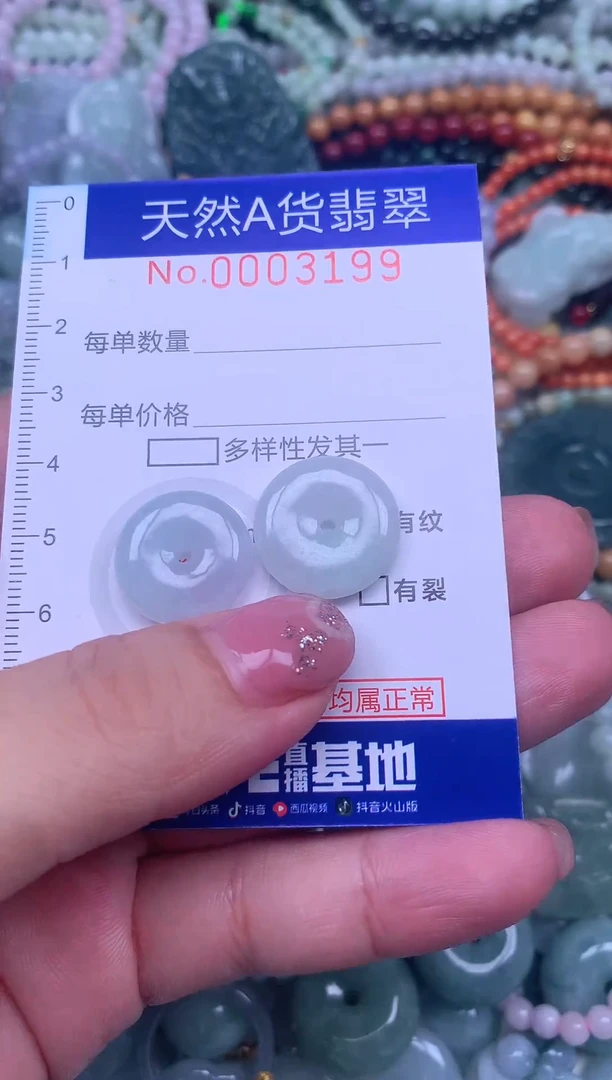 天然A货翡翠
No.0003199
0
1
2
每单数量
3
每单价格
4
多样性发其一
5
有纹
有裂
6
均属正常
直播基地
抖音 西瓜视频 抖音火山版